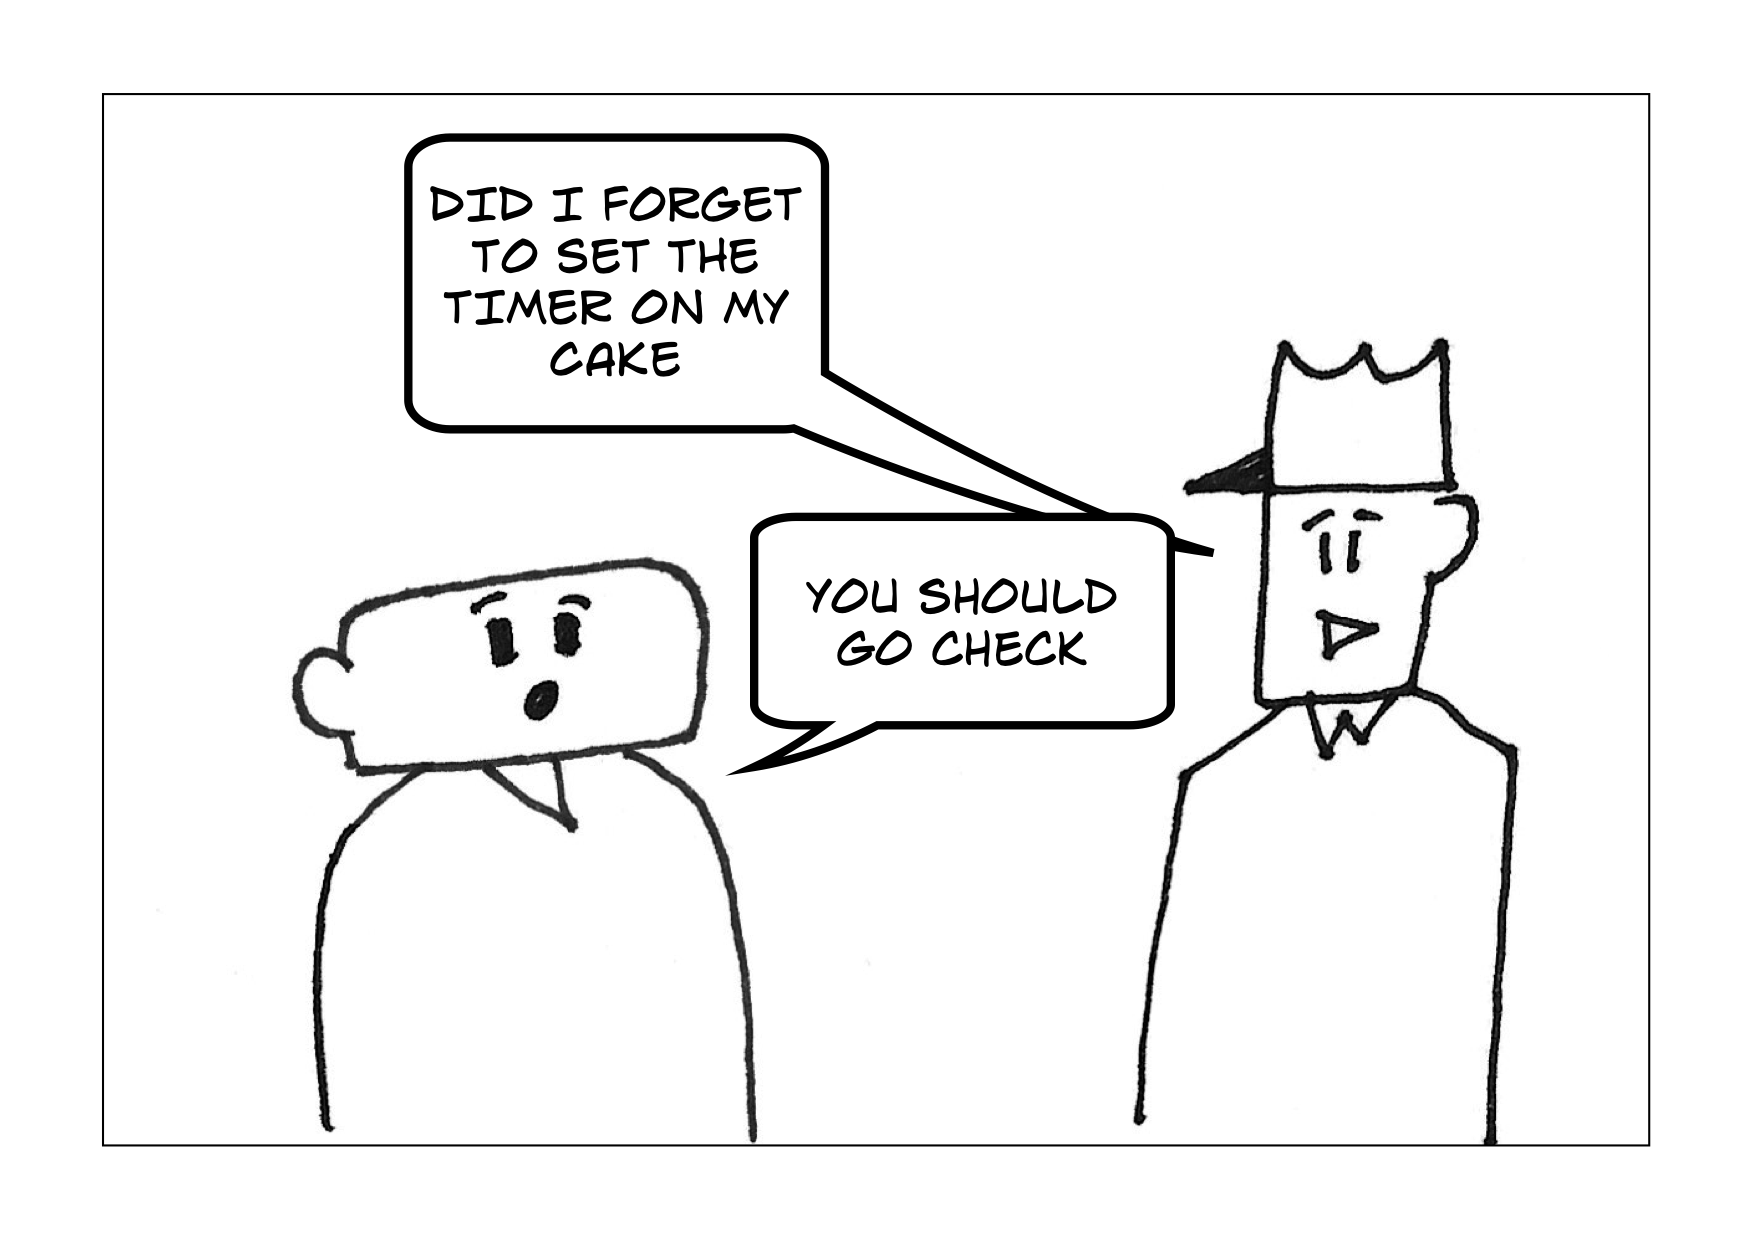 DID I FORGET
TO SET THE
TIMER ON MY
CAKE
YOU SHOULD
GO CHECK